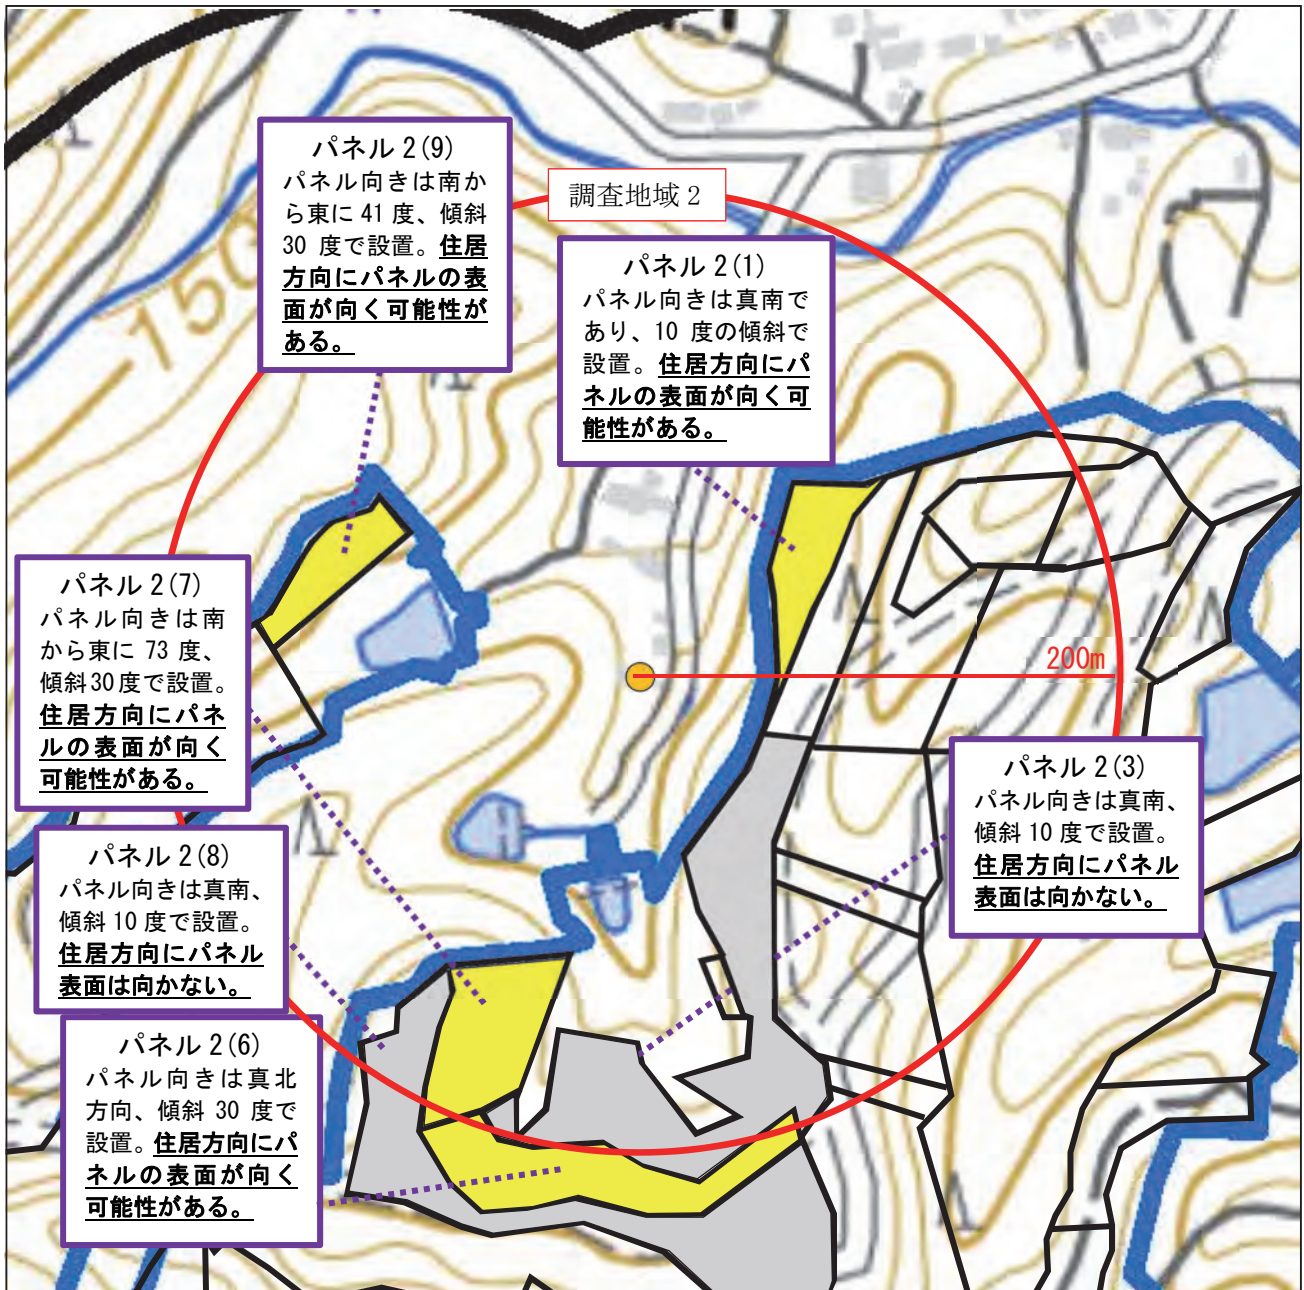 パネル 2(9)
パネル向きは南か
ら東に 41 度、傾斜
30 度で設置。住居
方向にパネルの表
面が向く可能性が
ある。
調査地域 2
パネル 2(1)
パネル向きは真南で
あり、10 度の傾斜で
設置。住居方向にパ
ネルの表面が向く可
能性がある。
150
パネル 2(7)
パネル向きは南
から東に 73 度、
傾斜 30 度で設置。
住居方向にパネ
ルの表面が向く
可能性がある。
200m
パネル 2(3)
パネル向きは真南、
傾斜 10 度で設置。
住居方向にパネル
表面は向かない。
パネル 2(8)
パネル向きは真南、
傾斜 10 度で設置。
住居方向にパネル
表面は向かない。
パネル 2(6)
パネル向きは真北
方向、傾斜 30 度で
設置。住居方向にパ
ネルの表面が向く
可能性がある。